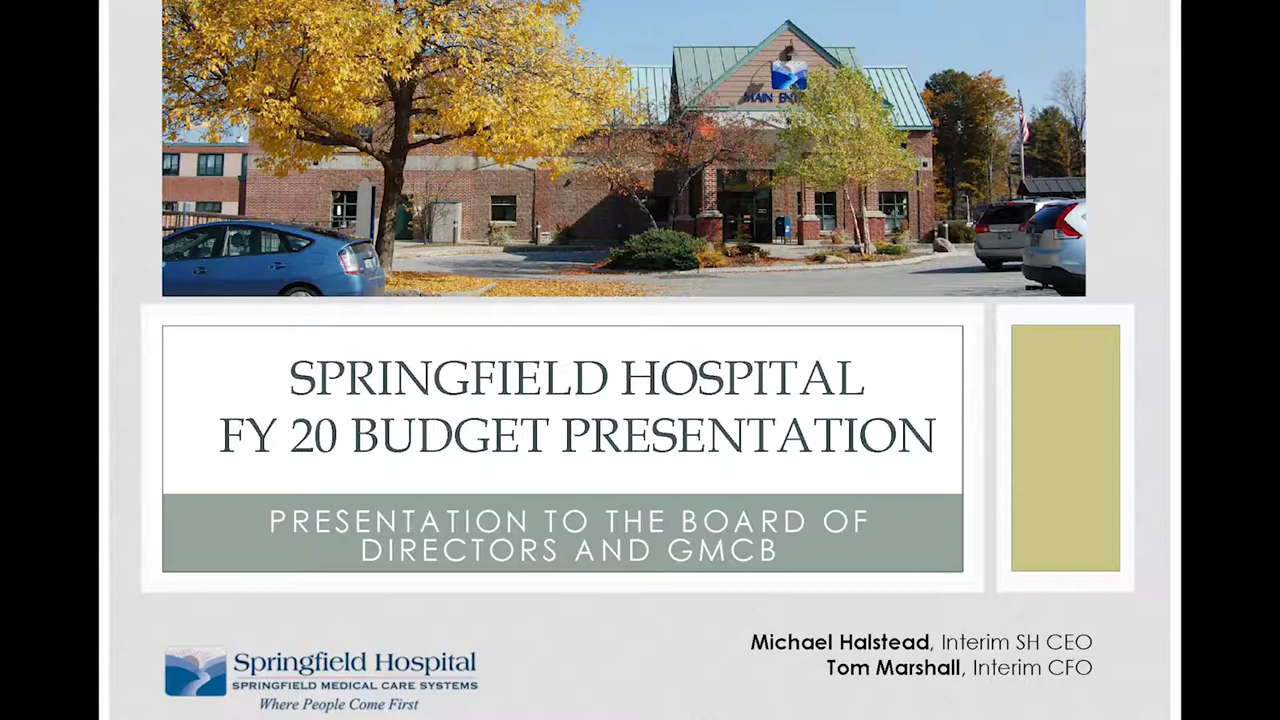 MAIN
SPRINGFIELD HOSPITAL
FY 20 BUDGET PRESENTATION
PRESENTATION TO THE BOARD OF
DIRECTORS AND GMCB
Michael Halstead, Interim SH CEO
Tom Marshall, Interim CFO
Springfield Hospital
SPRINGFIELD MEDICAL CARE SYSTEMS
Where People Come First